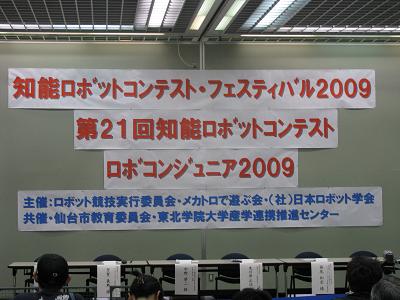 知能ロボットコンテスト・フェスティバル2009
第21回知能ロボットコンテスト
ロボコンジュニア2009
主催:ロボット競技実行委員会・メカトロで遊ぶ会・(社)日本ロボット学会
共催・仙台市教育委員会・東北学院大学産学連携推進センター